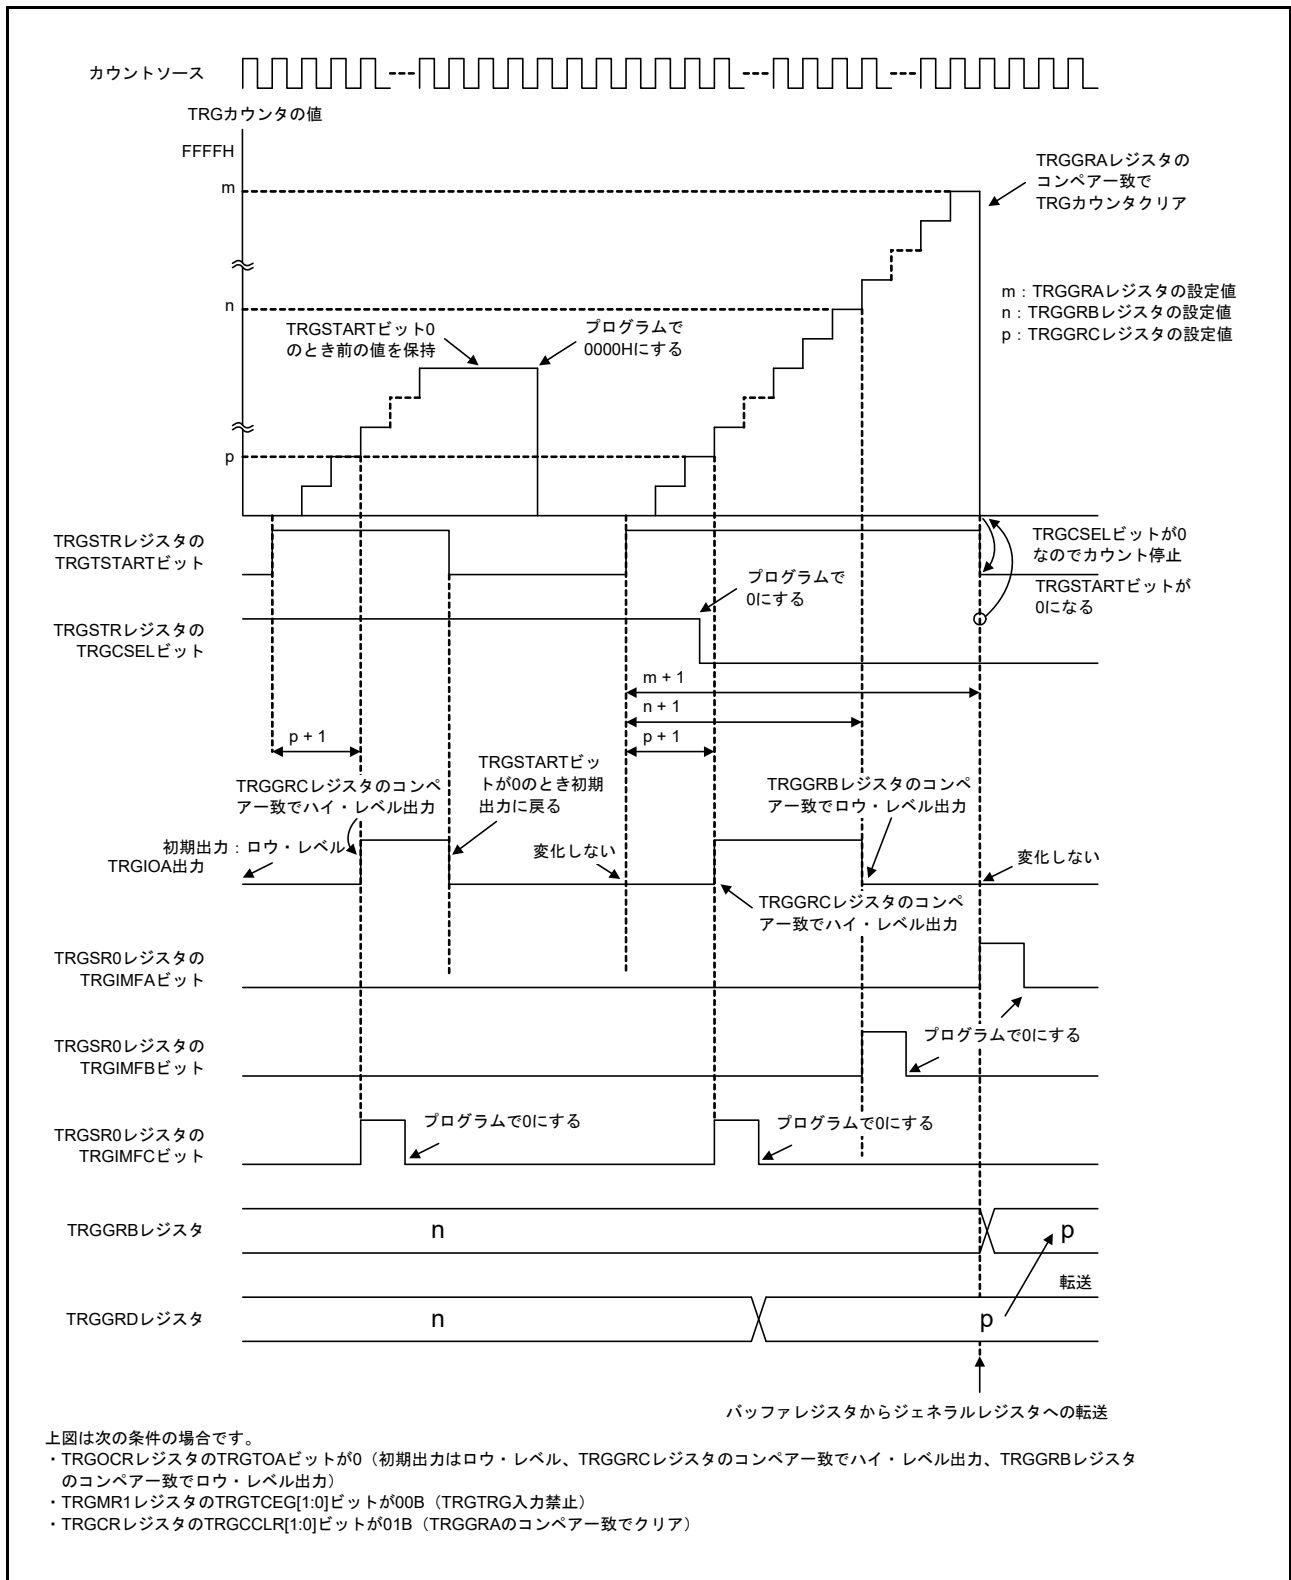 カウントソース
TRGカウンタの値
FFFFH
m
TRGGRAレジスタの
コンペアー致で
TRGカウンタクリア
n
m：TRGGRAレジスタの設定値
n：TRGGRBレジスタの設定値
p：TRGGRCレジスタの設定値
TRGSTARTビット0
のとき前の値を保持
プログラムで
0000Hにする
p
TRGSTRレジスタの
TRGTSTARTビット
TRGCSELビットが0
なのでカウント停止
プログラムで
0にする
TRGSTARTビットが
0になる
TRGSTRレジスタの
TRGCSELビット
m + 1
n + 1
p + 1
p + 1
TRGGRCレジスタのコンペ
アー致でハイ・レベル出力
TRGSTARTビッ
トが0のとき初期
出力に戻る
TRGGRBレジスタのコンペ
アー致でロウ・レベル出力
初期出力：ロウ・レベル
TRGIOA出力
変化しない
変化しない
TRGGRCレジスタのコンペ
アー致でハイ・レベル出力
TRGSR0レジスタの
TRGIMFAビット
プログラムで0にする
TRGSR0レジスタの
TRGIMFBビット
プログラムで0にする
プログラムで0にする
TRGSR0レジスタの
TRGIMFCビット
TRGGRBレジスタ
n
p
転送
TRGGRDレジスタ
n
p
バッファレジスタからジェネラルレジスタへの転送
上図は次の条件の場合です。
・TRGOCRレジスタのTRGTOAビットが0（初期出力はロウ・レベル、TRGGRCレジスタのコンペアー致でハイ・レベル出力、TRGGRBレジスタ
のコンペアー致でロウ・レベル出力）
・TRGMR1レジスタのTRGTCEG[1:0]ビットが00B（TRGTRG入力禁止）
・TRGCRレジスタのTRGCCLR[1:0]ビットが01B（TRGGRAのコンペアー致でクリア）